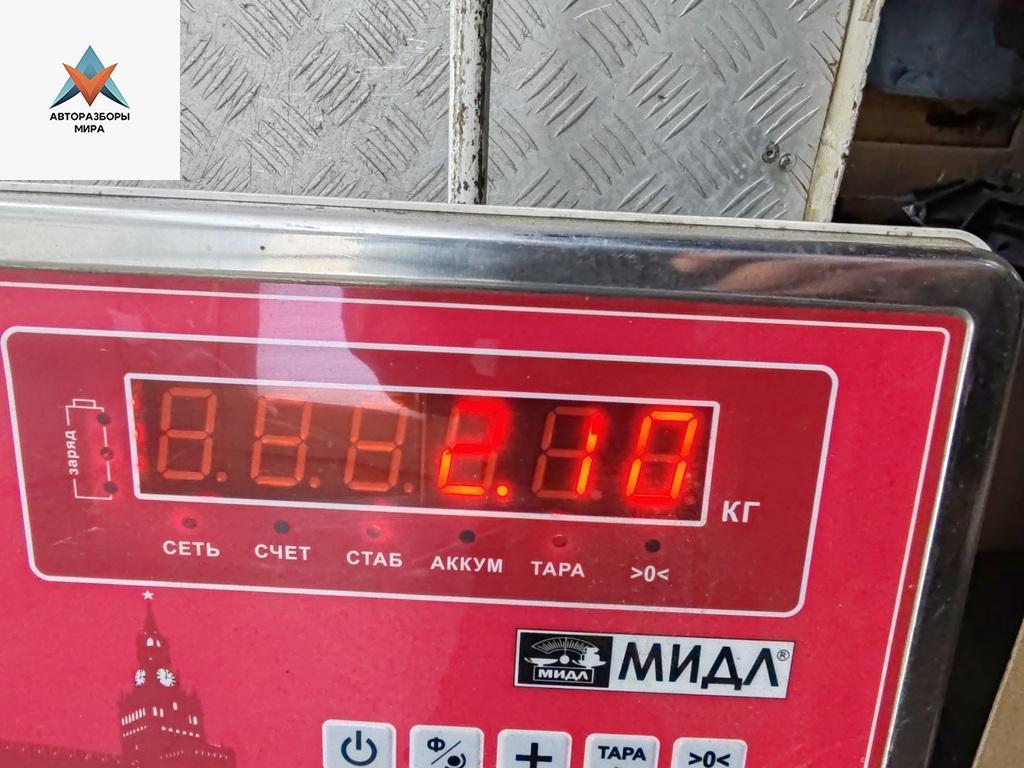 АВТОРАЗБОРЫ
МИРА
заряд
2.10
КГ
СЕТЬ СЧЕТ СТАБ АККУМ ТАРА >0<
МИДЛ МИДЛ®
Ф/ + ТАРА >0<